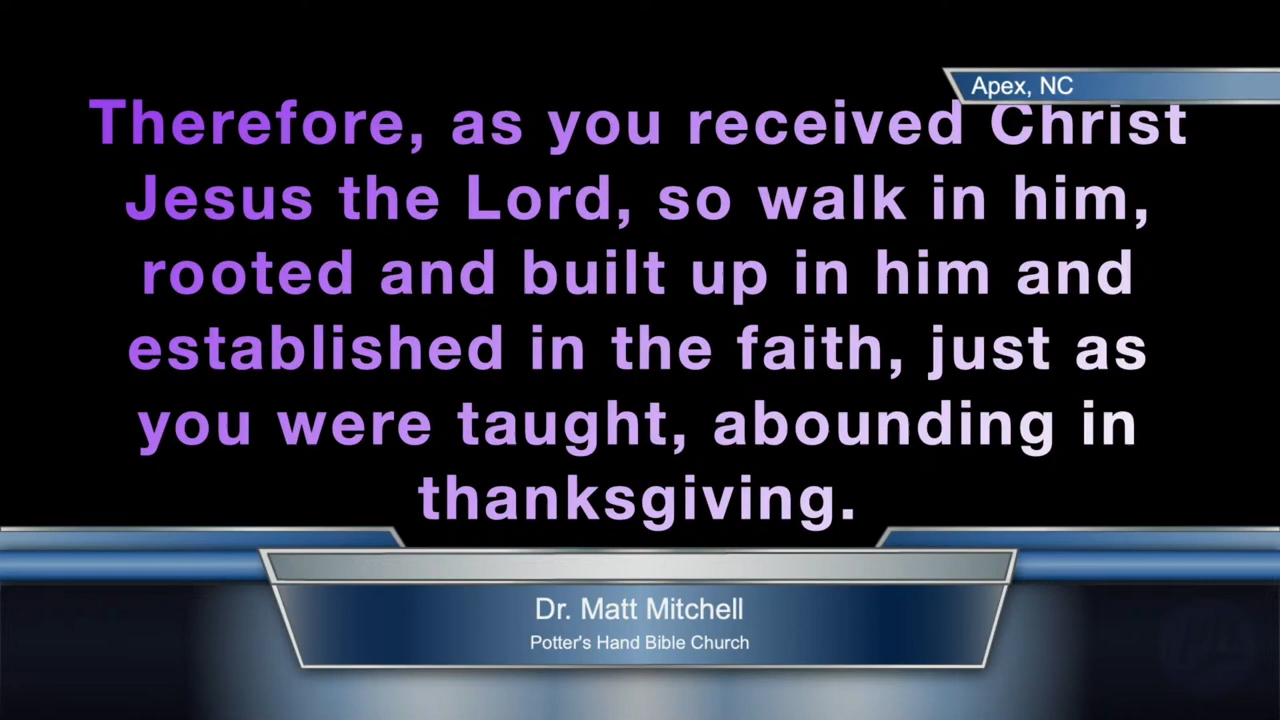 Apex, NC
Therefore, as you received Christ
Jesus the Lord, so walk in him,
rooted and built up in him and
established in the faith, just as
you were taught, abounding in
thanksgiving.
Dr. Matt Mitchell
Potter's Hand Bible Church